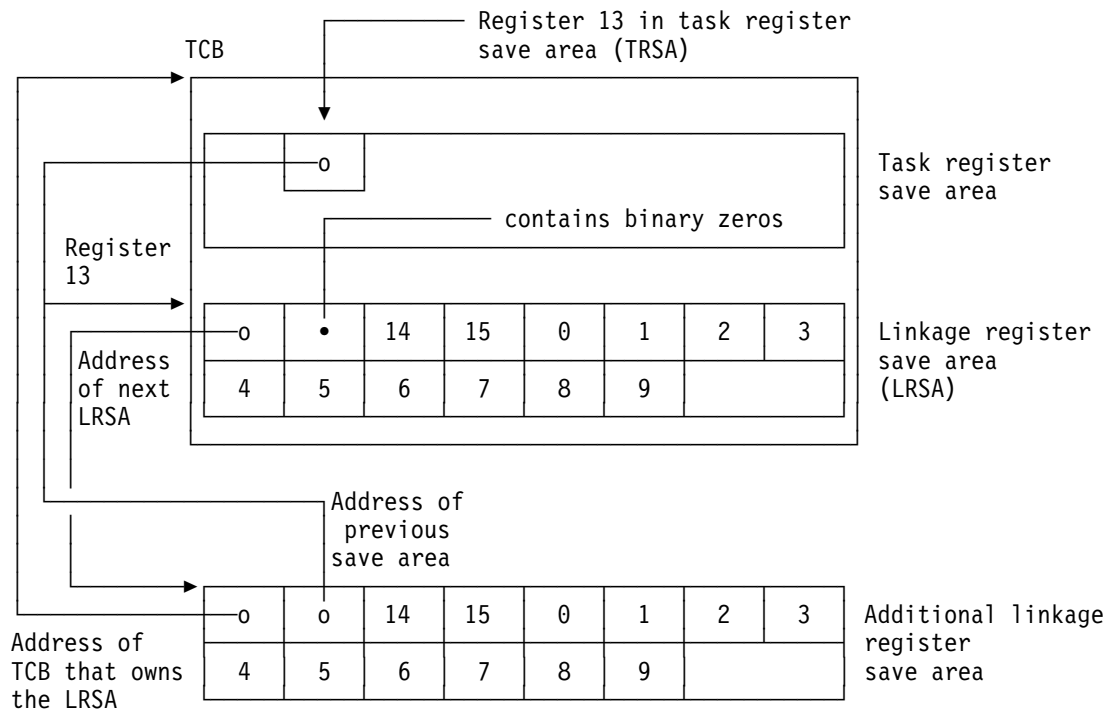 Register 13 in task register
save area (TRSA)
TCB
o
Task register
save area
contains binary zeros
Register
13
o • 14 15 0 1 2 3
Linkage register
save area
(LRSA)
Address
of next
LRSA
4 5 6 7 8 9
Address of
previous
save area
o o 14 15 0 1 2 3
Additional linkage
register
save area
Address of
TCB that owns
the LRSA
4 5 6 7 8 9